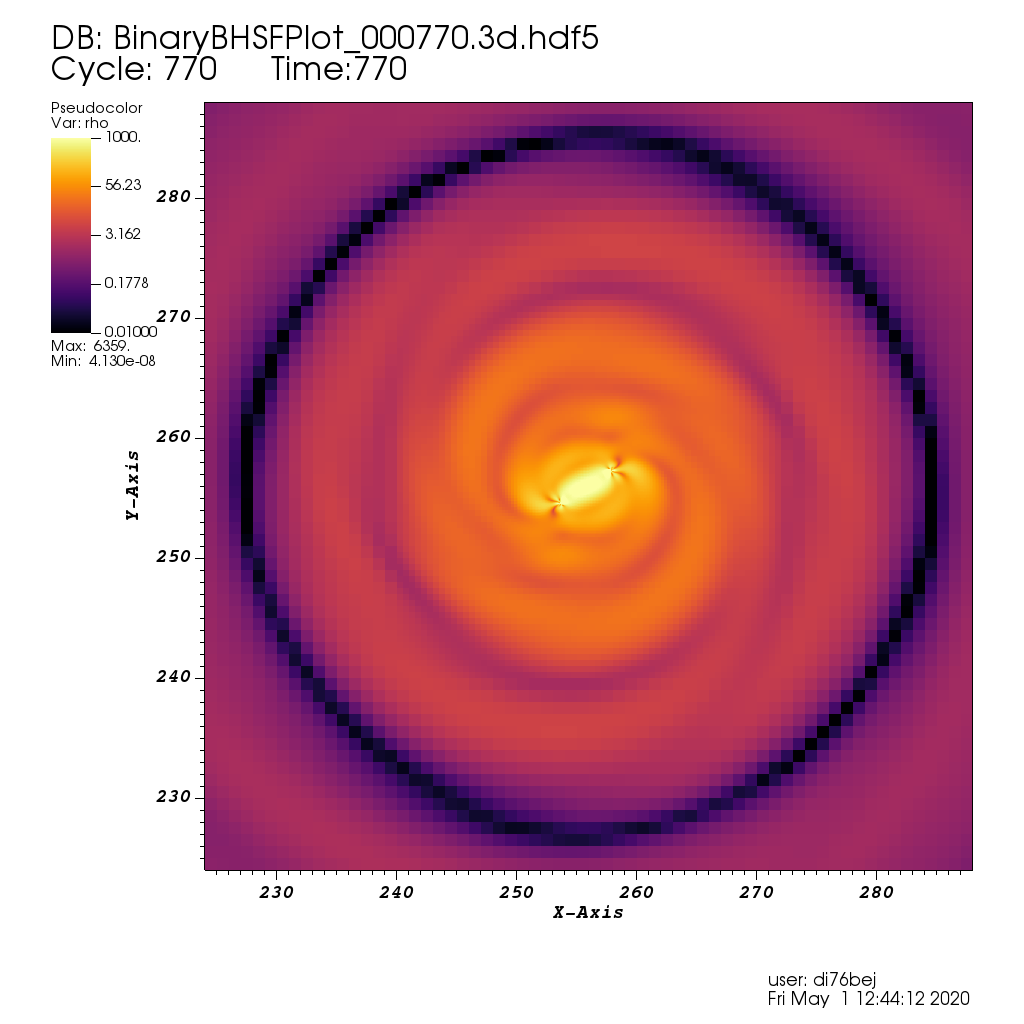 DB: BinaryBHSFPlot_000770.3d.hdf5
Cycle: 770 Time:770
Pseudocolor
Var: rho
1000.
56.23
3.162
0.1778
0.01000
Max: 6359.
Min: 4.130e-08
280
270
260
250
240
230
Y-Axis
230 240 250 260 270 280
X-Axis
user: di76bej
Fri May 1 12:44:12 2020